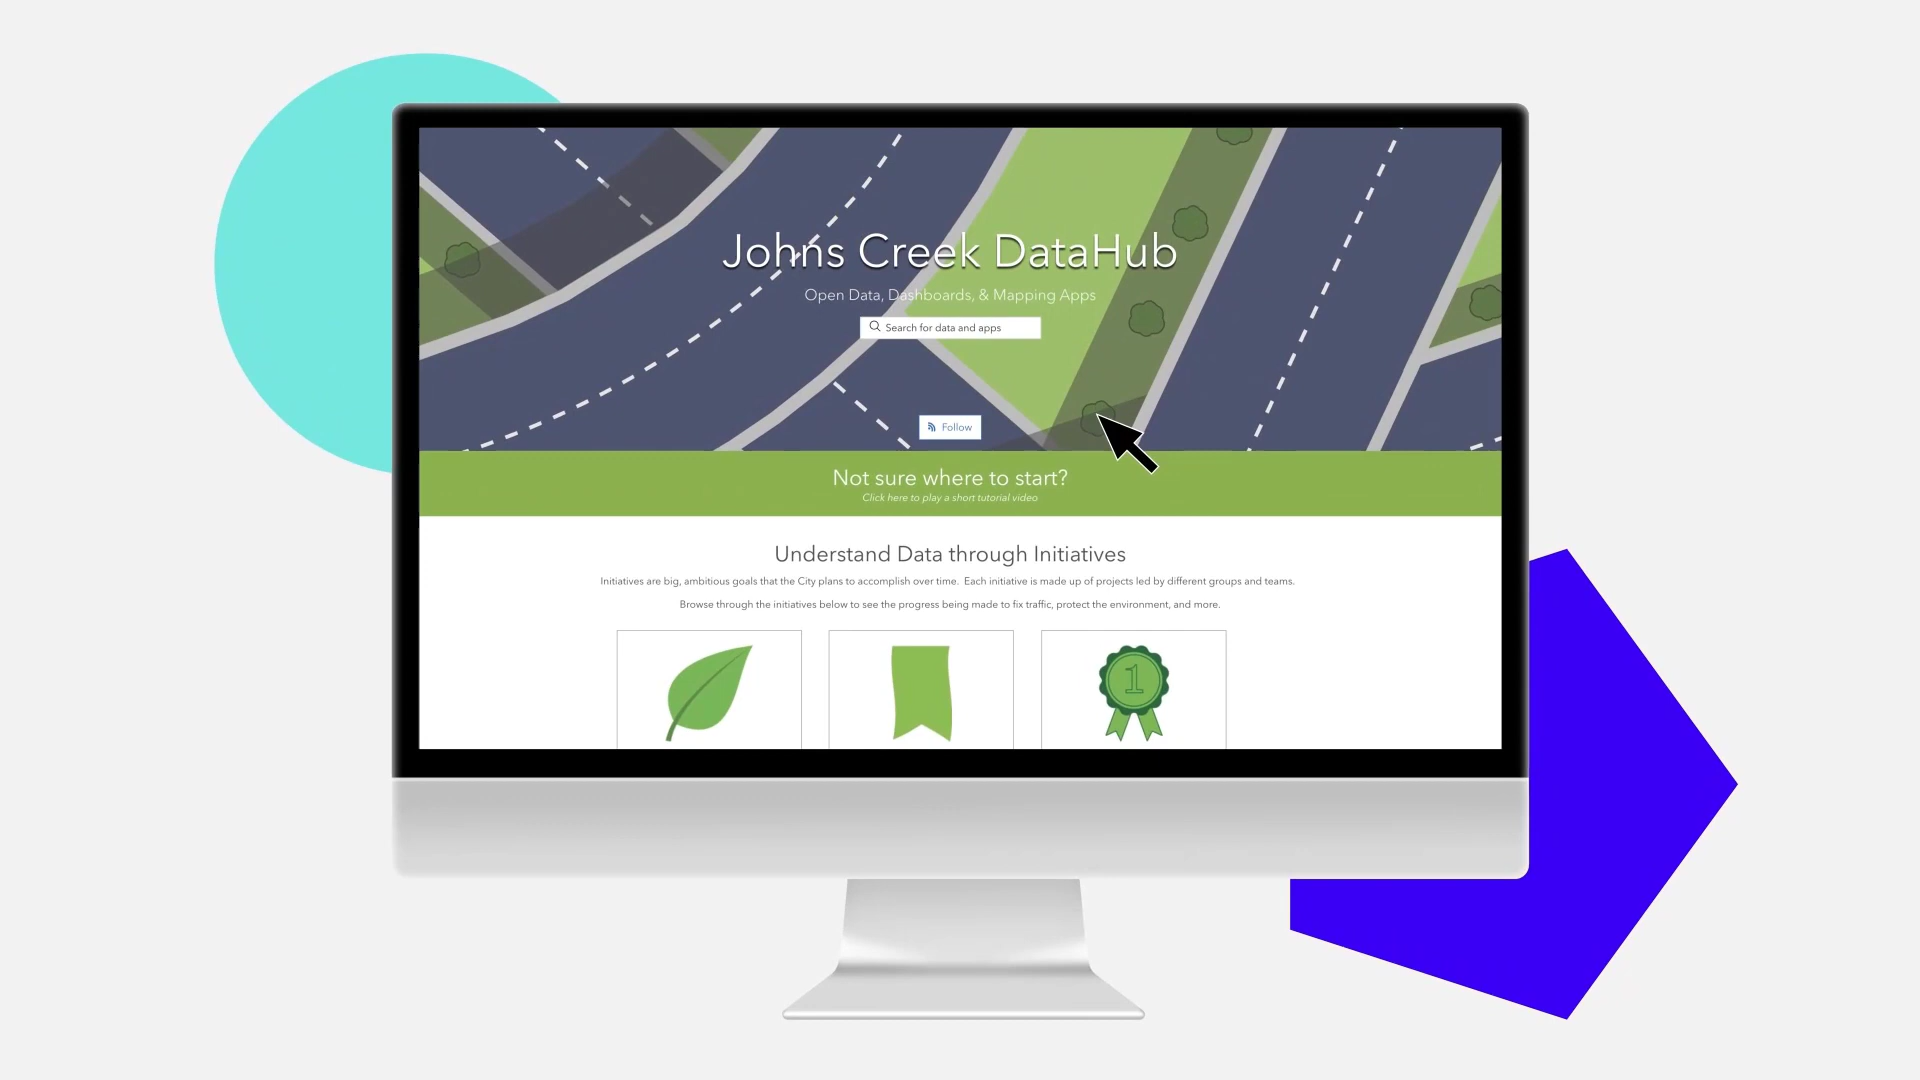 Johns Creek DataHub
Open Data, Dashboards, & Mapping Apps
Search for data and apps
Follow
Not sure where to start?
Click here to play a short tutorial video
Understand Data through Initiatives
Initiatives are big, ambitious goals that the City plans to accomplish over time. Each initiative is made up of projects led by different groups and teams.
Browse through the initiatives below to see the progress being made to fix traffic, protect the environment, and more.
1